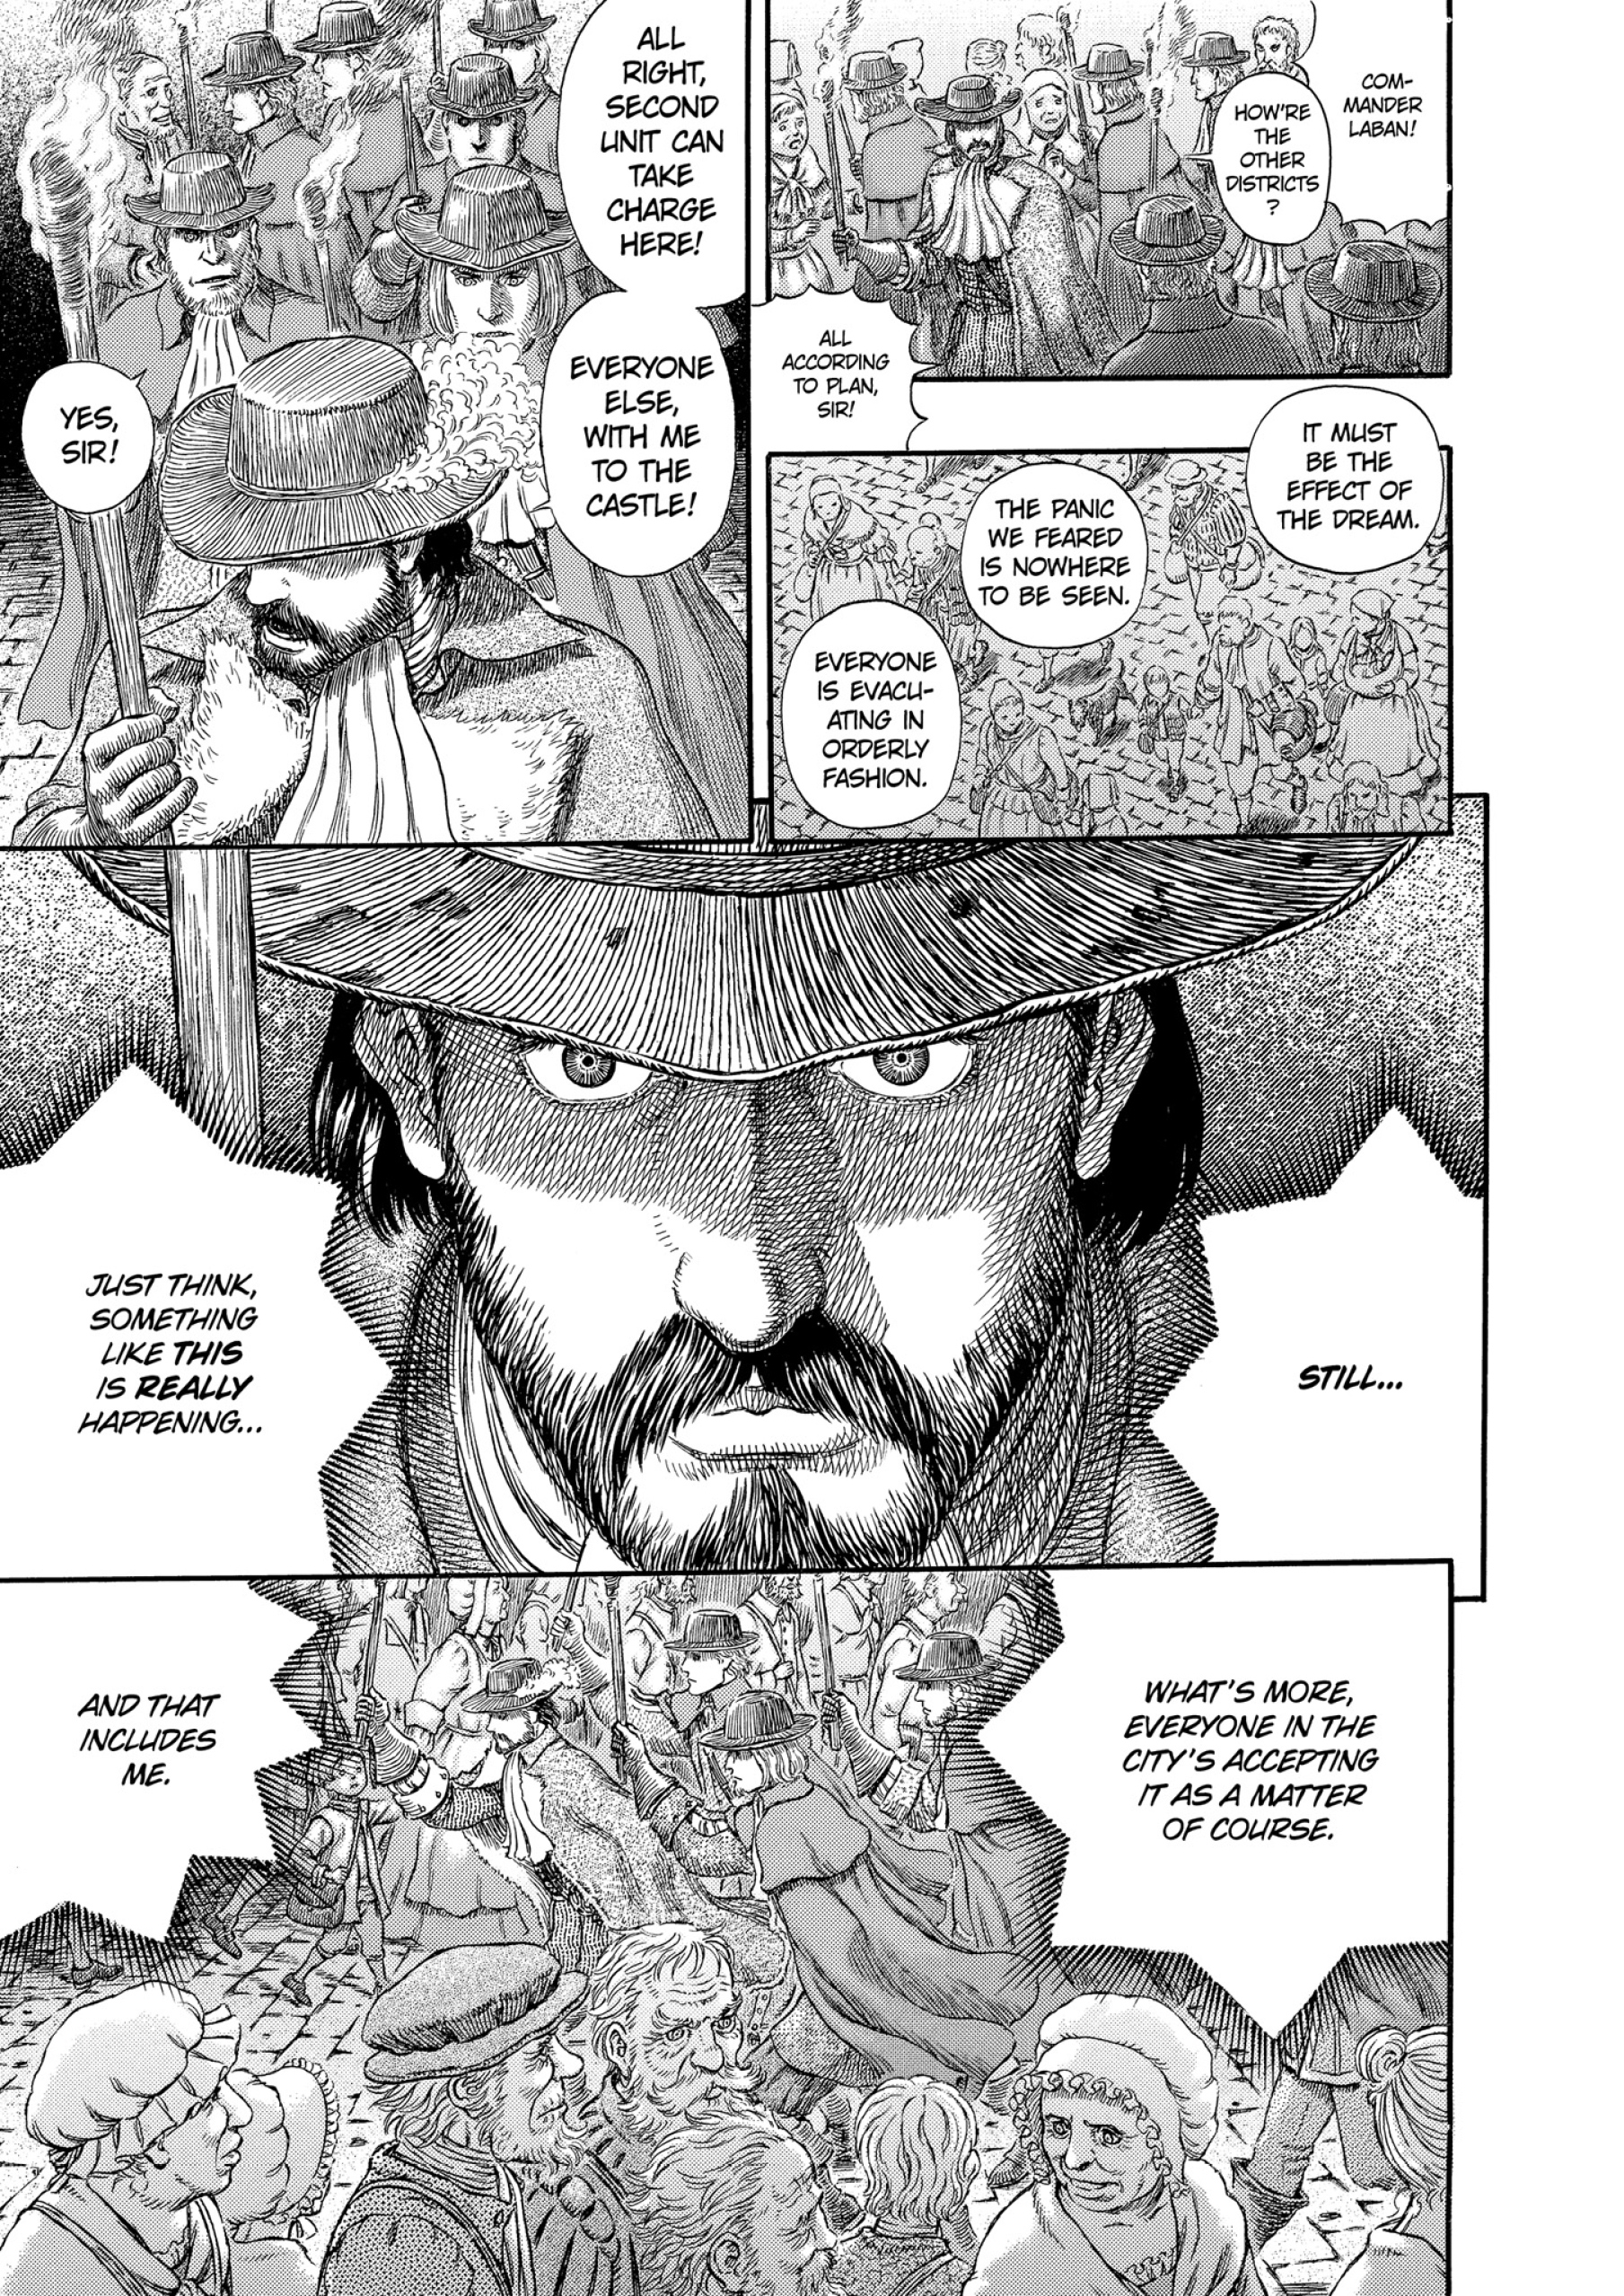 COM-
MANDER
LABAN!
HOW'RE
THE
OTHER
DISTRICTS
?
ALL
ACCORDING
TO PLAN,
SIR!
IT MUST
BE THE
EFFECT OF
THE DREAM.
THE PANIC
WE FEARED
IS NOWHERE
TO BE SEEN.
EVERYONE
IS EVACU-
ATING IN
ORDERLY
FASHION.
ALL
RIGHT,
SECOND
UNIT CAN
TAKE
CHARGE
HERE!
EVERYONE
ELSE,
WITH ME
TO THE
CASTLE!
YES,
SIR!
STILL...
JUST THINK,
SOMETHING
LIKE THIS
IS REALLY
HAPPENING...
WHAT'S MORE,
EVERYONE IN THE
CITY'S ACCEPTING
IT AS A MATTER
OF COURSE.
AND THAT
INCLUDES
ME.